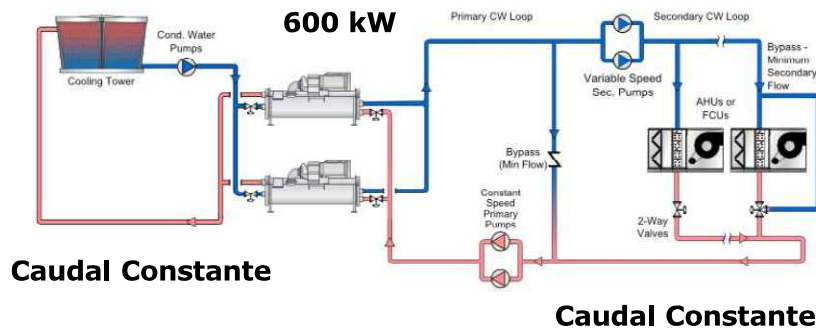 600 kW
Primary CW Loop
Secondary CW Loop
Cond. Water
Pumps
Cooling Tower
Variable Speed
Sec. Pumps
Bypass -
Minimum
Secondary
Flow
AHUs or
FCUs
Bypass
(Min Flow)
Constant
Speed
Primary
Pumps
2-Way
Valves
Caudal Constante
Caudal Constante